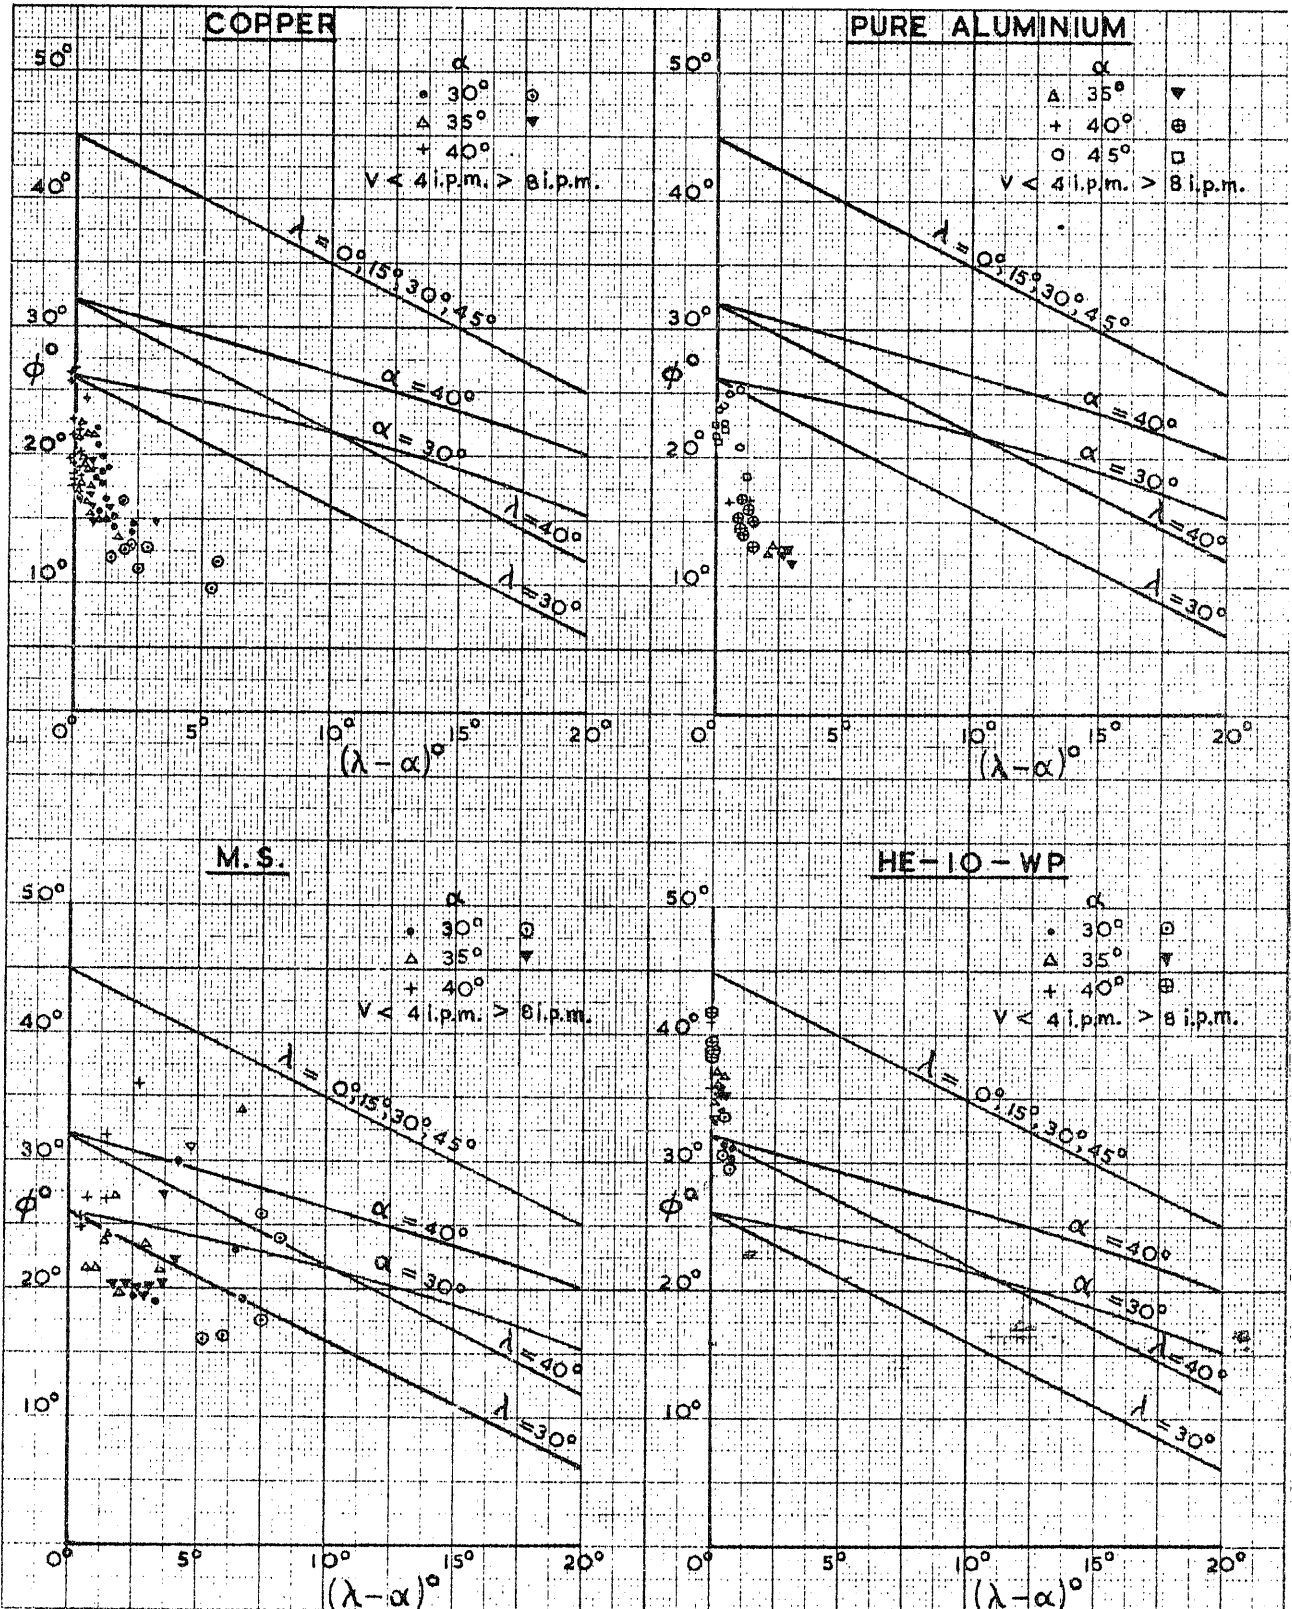 COPPER
50°
α
• 30° ⊙
△ 35° ▼
+ 40°
V < 4 i.p.m. > 8 i.p.m.
40°
λ = 0°,15°,30°,45°
30°
φ°
α = 40°
20°
α = 30°
λ = 40°
10°
λ = 30°
0° 5° 10° 15° 20°
(λ-α)°
PURE ALUMINIUM
50°
α
△ 35° ▼
+ 40° ⊕
○ 45° □
V < 4 i.p.m. > 8 i.p.m.
40°
λ = 0°,15°,30°,45°
30°
φ°
α = 40°
20°
α = 30°
λ = 40°
10°
λ = 30°
0° 5° 10° 15° 20°
(λ-α)°
M.S.
50°
α
• 30° ⊙
△ 35° ▼
+ 40°
V < 4 i.p.m. > 8 i.p.m.
40°
λ = 0°,15°,30°,45°
30°
φ°
α = 40°
20°
α = 30°
λ = 40°
10°
λ = 30°
0° 5° 10° 15° 20°
(λ-α)°
HE-10-WP
50°
α
• 30° ⊙
△ 35° ▼
+ 40° ⊕
V < 4 i.p.m. > 8 i.p.m.
40°
λ = 0°,15°,30°,45°
30°
φ°
α = 40°
20°
α = 30°
λ = 40°
10°
λ = 30°
0° 5° 10° 15° 20°
(λ-α)°